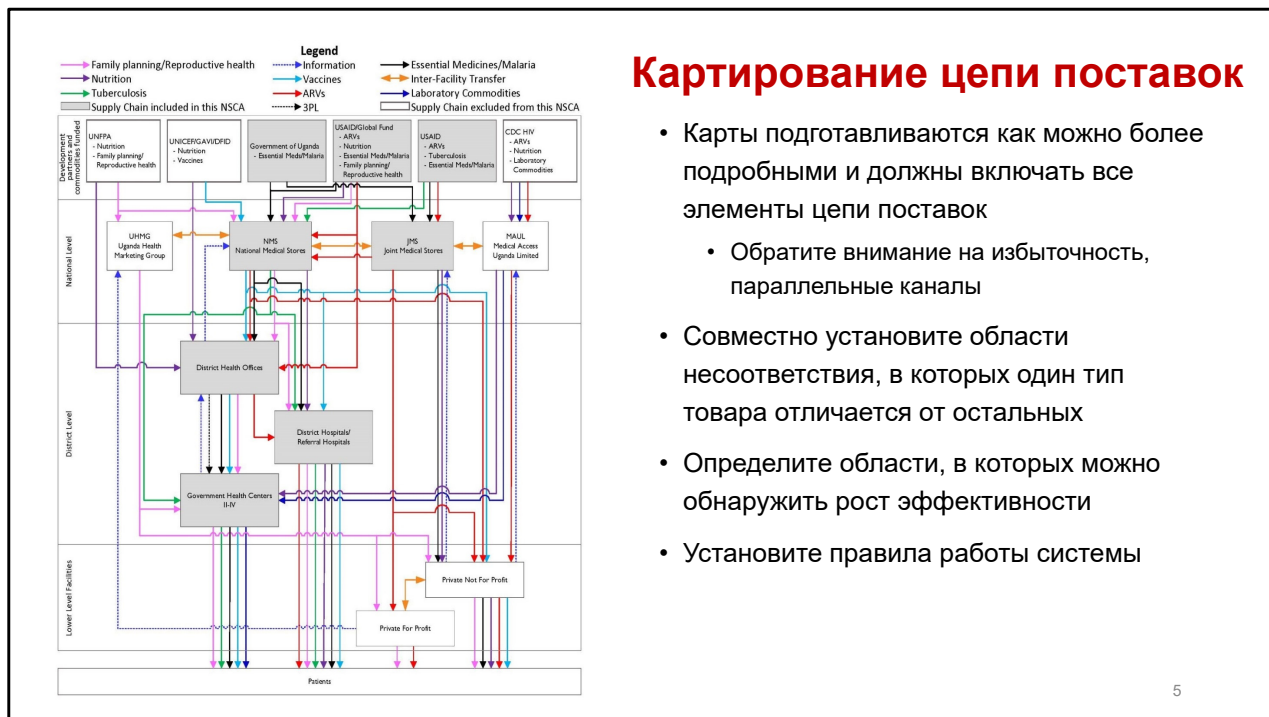 Legend
Family planning/Reproductive health
Information
Essential Medicines/Malaria
Nutrition
Vaccines
Inter-Facility Transfer
Tuberculosis
ARVs
Laboratory Commodities
Supply Chain included in this NSCA
3PL
Supply Chain excluded from this NSCA
Development
partners and
commodities funded
UNFPA
- Nutrition
- Family planning/
Reproductive health
UNICEF/GAVI/DFID
- Nutrition
- Vaccines
Government of Uganda
- Essential Meds/Malaria
USAID/Global Fund
- ARVs
- Nutrition
- Essential Meds/Malaria
- Family planning/
Reproductive health
USAID
- ARVs
- Tuberculosis
- Essential Meds/Malaria
CDC HIV
- ARVs
- Nutrition
- Laboratory
Commodities
National Level
UHMG
Uganda Health
Marketing Group
NMS
National Medical Stores
JMS
Joint Medical Stores
MAUL
Medical Access
Uganda Limited
District Level
District Health Offices
District Hospitals/
Referral Hospitals
Government Health Centers
II-IV
Lower Level Facilities
Private Not For Profit
Private For Profit
Patients
Картирование цепи поставок
• Карты подготавливаются как можно более
подробными и должны включать все
элементы цепи поставок
• Обратите внимание на избыточность,
параллельные каналы
• Совместно установите области
несоответствия, в которых один тип
товара отличается от остальных
• Определите области, в которых можно
обнаружить рост эффективности
• Установите правила работы системы
5